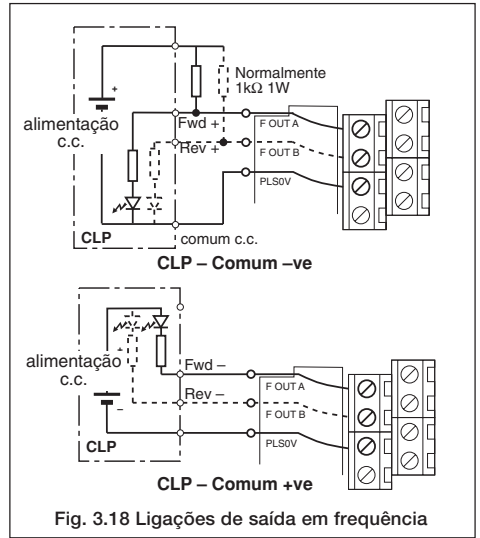 Normalmente
1kΩ 1W
+
alimentação
c.c.
Fwd +
Rev +
F OUT A
F OUT B
PLS0V
CLP
comum c.c.
CLP – Comum –ve
alimentação
c.c.
Fwd –
Rev –
–
F OUT A
F OUT B
PLS0V
CLP
CLP – Comum +ve
Fig. 3.18 Ligações de saída em frequência